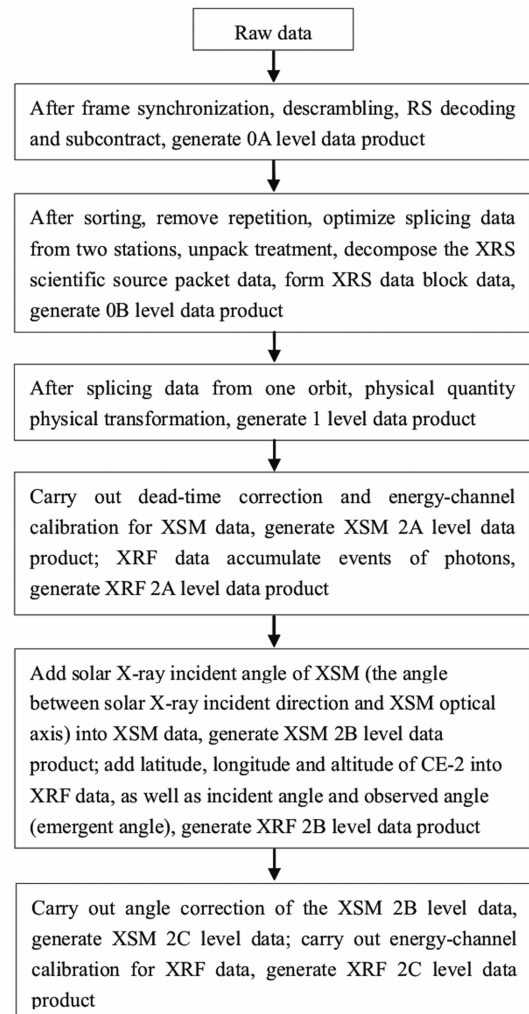 Raw data
After frame synchronization, descrambling, RS decoding
and subcontract, generate 0A level data product
After sorting, remove repetition, optimize splicing data
from two stations, unpack treatment, decompose the XRS
scientific source packet data, form XRS data block data,
generate 0B level data product
After splicing data from one orbit, physical quantity
physical transformation, generate 1 level data product
Carry out dead-time correction and energy-channel
calibration for XSM data, generate XSM 2A level data
product; XRF data accumulate events of photons,
generate XRF 2A level data product
Add solar X-ray incident angle of XSM (the angle
between solar X-ray incident direction and XSM optical
axis) into XSM data, generate XSM 2B level data
product; add latitude, longitude and altitude of CE-2 into
XRF data, as well as incident angle and observed angle
(emergent angle), generate XRF 2B level data product
Carry out angle correction of the XSM 2B level data,
generate XSM 2C level data; carry out energy-channel
calibration for XRF data, generate XRF 2C level data
product